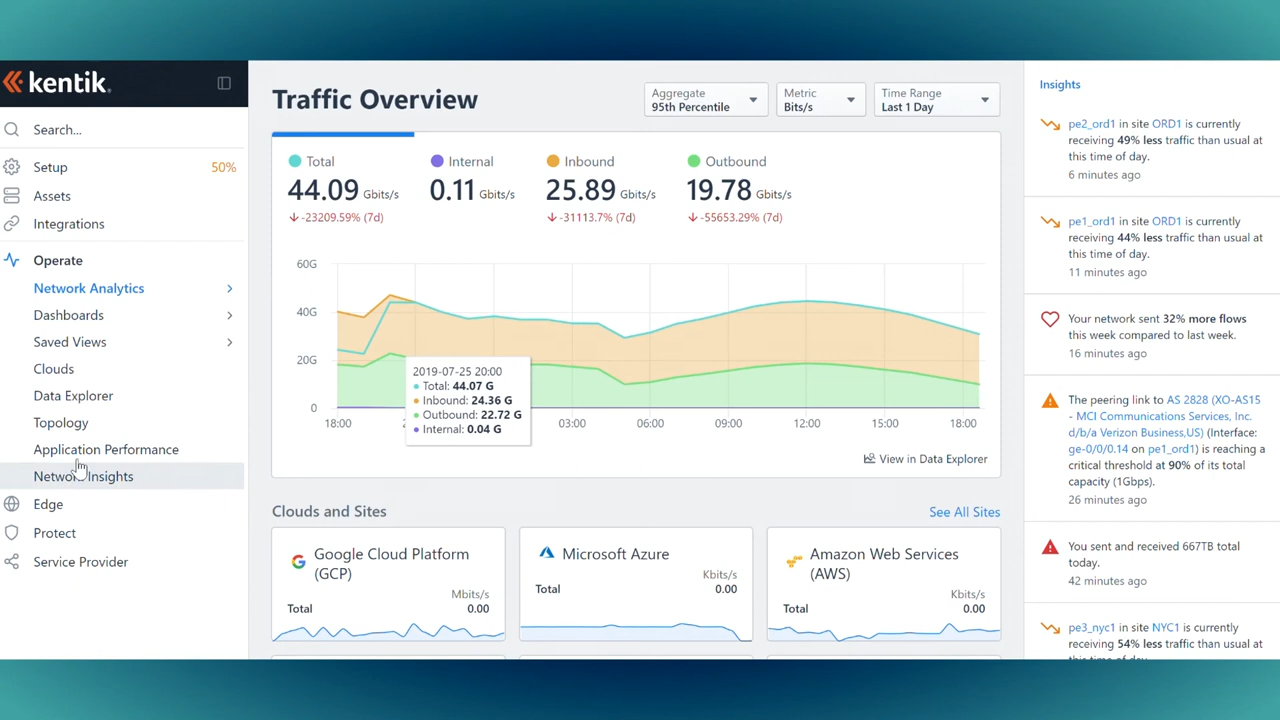 kentik.
Search...
Setup 50%
Assets
Integrations
Operate
Network Analytics
Dashboards
Saved Views
Clouds
Data Explorer
Topology
Application Performance
Network Insights
Edge
Protect
Service Provider
Traffic Overview
Aggregate
95th Percentile
Metric
Bits/s
Time Range
Last 1 Day
Total
44.09 Gbits/s
-23209.59% (7d)
Internal
0.11 Gbits/s
Inbound
25.89 Gbits/s
-31113.7% (7d)
Outbound
19.78 Gbits/s
-55653.29% (7d)
60G
40G
20G
0
18:00 03:00 06:00 09:00 12:00 15:00 18:00
2019-07-25 20:00
Total: 44.07 G
Inbound: 24.36 G
Outbound: 22.72 G
Internal: 0.04 G
View in Data Explorer
Clouds and Sites
See All Sites
Google Cloud Platform
(GCP)
Mbits/s
Total 0.00
Microsoft Azure
Kbits/s
Total 0.00
Amazon Web Services
(AWS)
Kbits/s
Total 0.00
Insights
pe2_ord1 in site ORD1 is currently
receiving 49% less traffic than usual at
this time of day.
6 minutes ago
pe1_ord1 in site ORD1 is currently
receiving 44% less traffic than usual at
this time of day.
11 minutes ago
Your network sent 32% more flows
this week compared to last week.
16 minutes ago
The peering link to AS 2828 (XO-AS15
- MCI Communications Services, Inc.
d/b/a Verizon Business,US) (Interface:
ge-0/0/0.14 on pe1_ord1) is reaching a
critical threshold at 90% of its total
capacity (1Gbps).
26 minutes ago
You sent and received 667TB total
today.
42 minutes ago
pe3_nyc1 in site NYC1 is currently
receiving 54% less traffic than usual at
this time of day.